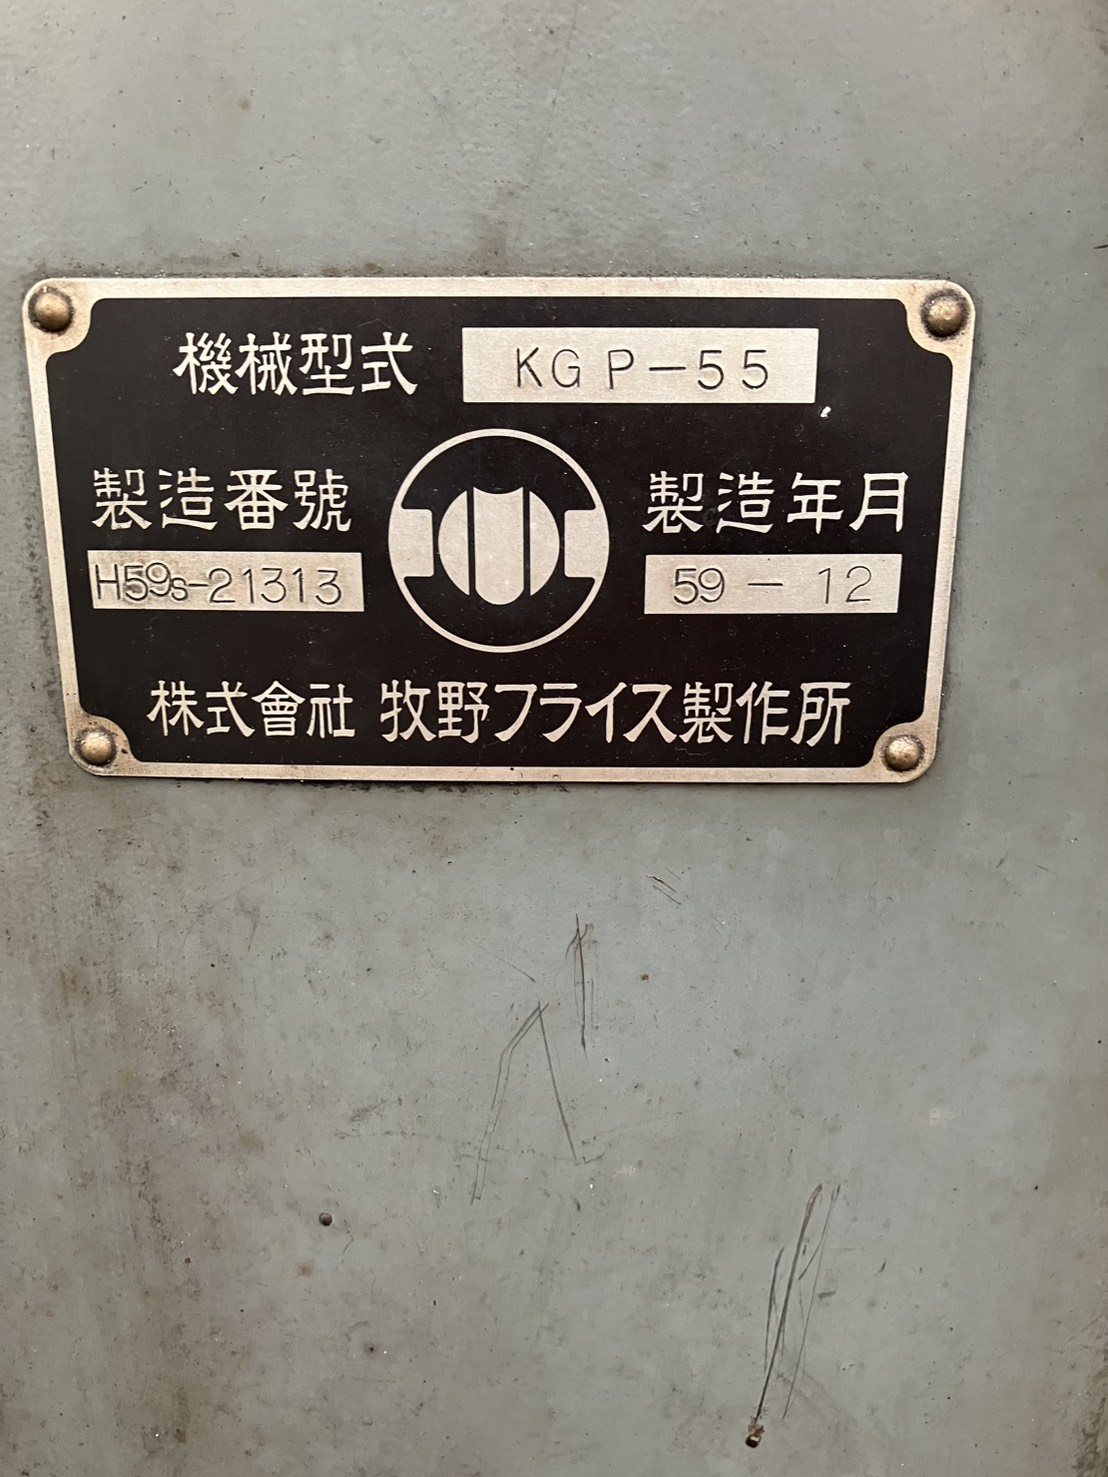 機械型式 KGP-55
製造番號 製造年月
H59s-21313 59-12
株式會社 牧野フライス製作所